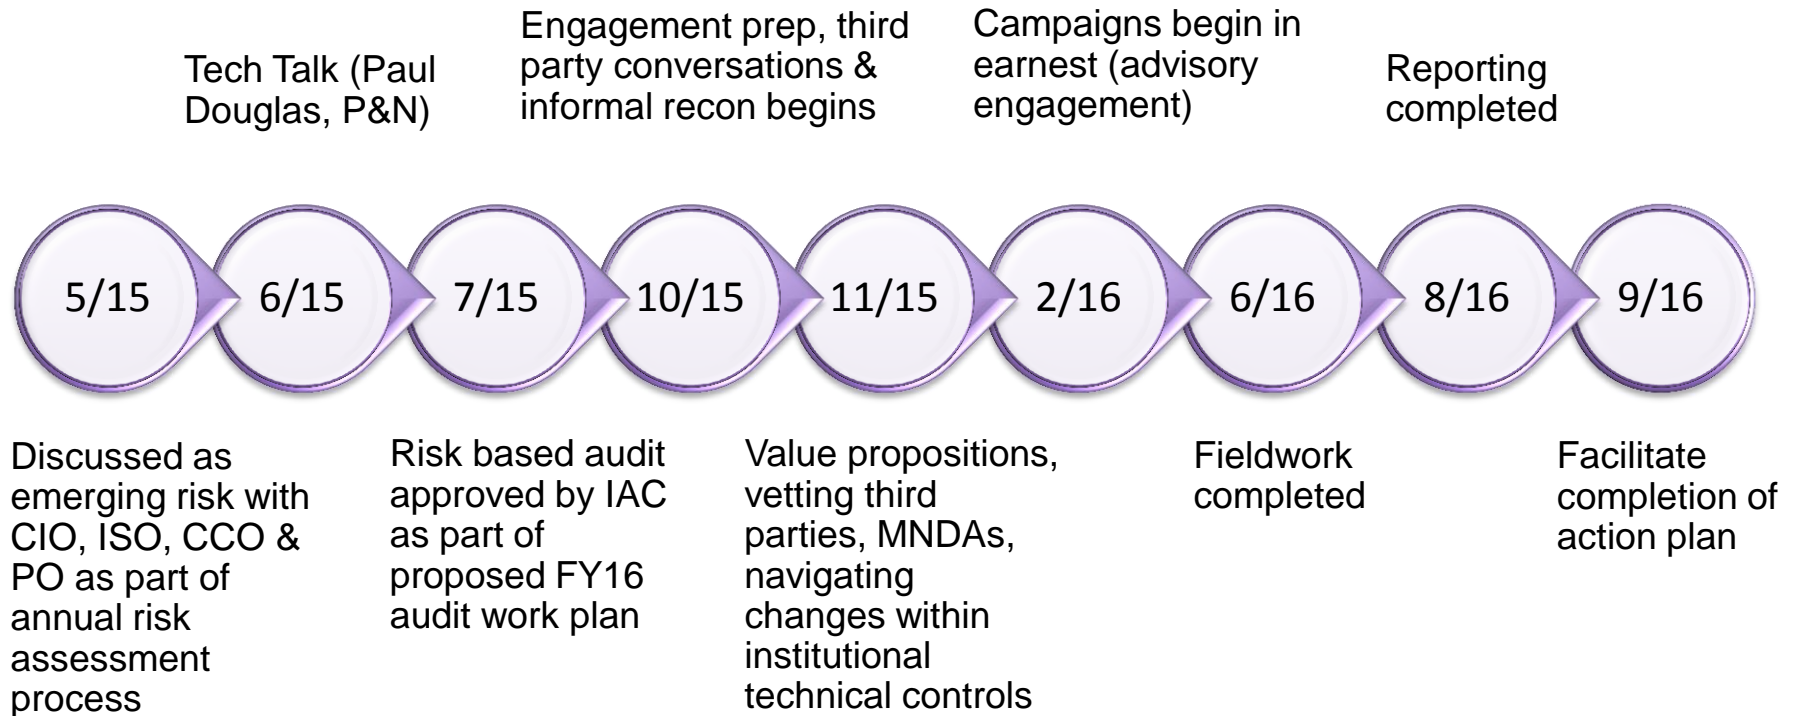 Tech Talk (Paul
Douglas, P&N)
Engagement prep, third
party conversations &
informal recon begins
Campaigns begin in
earnest (advisory
engagement)
Reporting
completed
5/15
6/15
7/15
10/15
11/15
2/16
6/16
8/16
9/16
Discussed as
emerging risk with
CIO, ISO, CCO &
PO as part of
annual risk
assessment
process
Risk based audit
approved by IAC
as part of
proposed FY16
audit work plan
Value propositions,
vetting third
parties, MNDAs,
navigating
changes within
institutional
technical controls
Fieldwork
completed
Facilitate
completion of
action plan